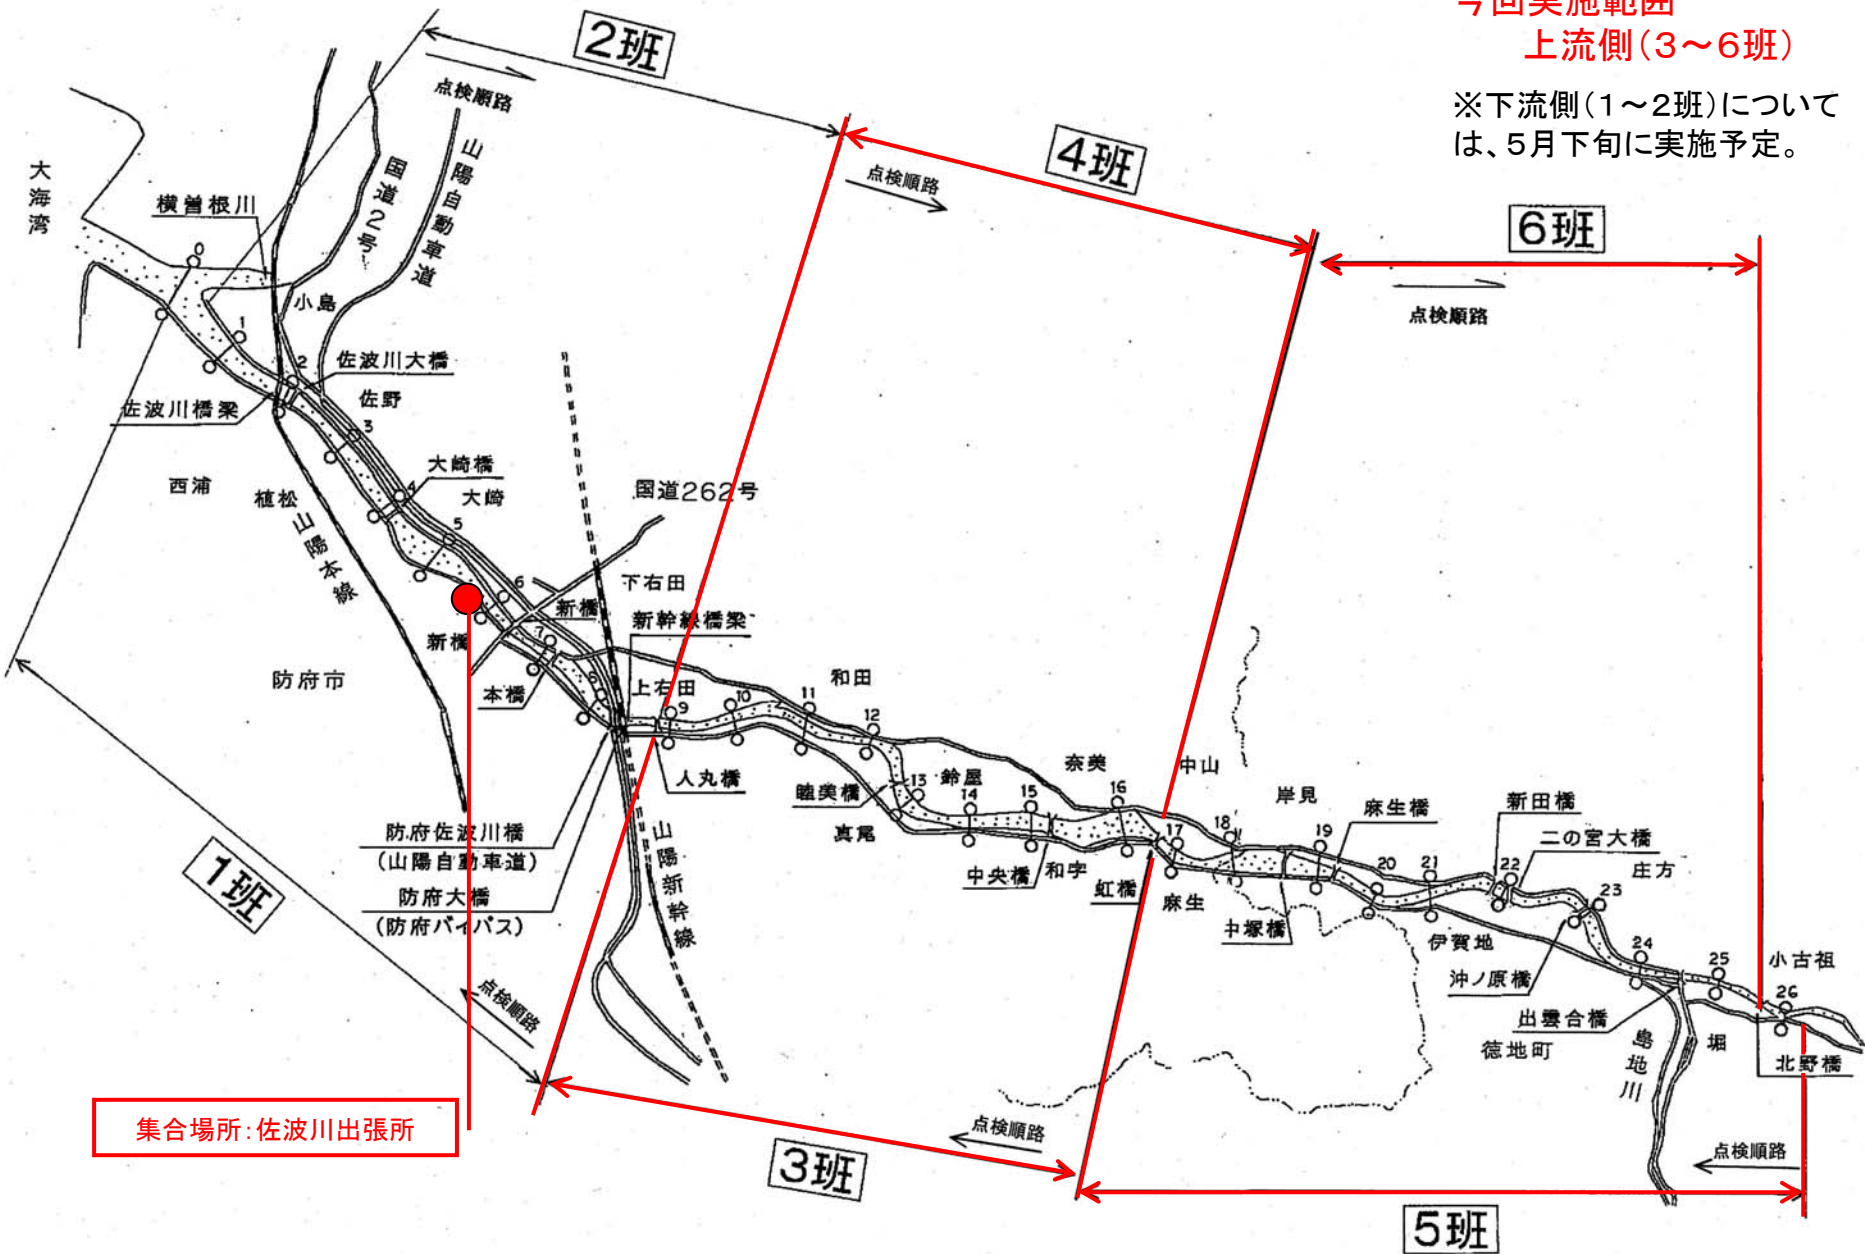 今回実施範囲
上流側(3～6班)
※下流側(1～2班)について
は、5月下旬に実施予定。
2班
点検順路
4班
点検順路
6班
点検順路
大海湾
横曽根川
国道2号
山陽自動車道
小島
0
1
2
佐波川大橋
佐波川橋梁
佐野
3
西浦
植松
山陽本線
大崎橋
4
大崎
5
国道262号
6
下右田
新橋
新橋
新幹線橋梁
7
防府市
本橋
8
上右田
9
10
和田
11
12
人丸橋
睦美橋
13
鈴屋
奈美
中山
14
15
16
真尾
中央橋
和字
虹橋
17
麻生
18
岸見
19
麻生橋
中塚橋
20
21
新田橋
22
二の宮大橋
庄方
23
伊賀地
沖ノ原橋
24
25
小古祖
26
出雲合橋
徳地町
島地川
堀
北野橋
防府佐波川橋
(山陽自動車道)
防府大橋
(防府バイパス)
山陽新幹線
1班
点検順路
集合場所:佐波川出張所
3班
点検順路
5班
点検順路